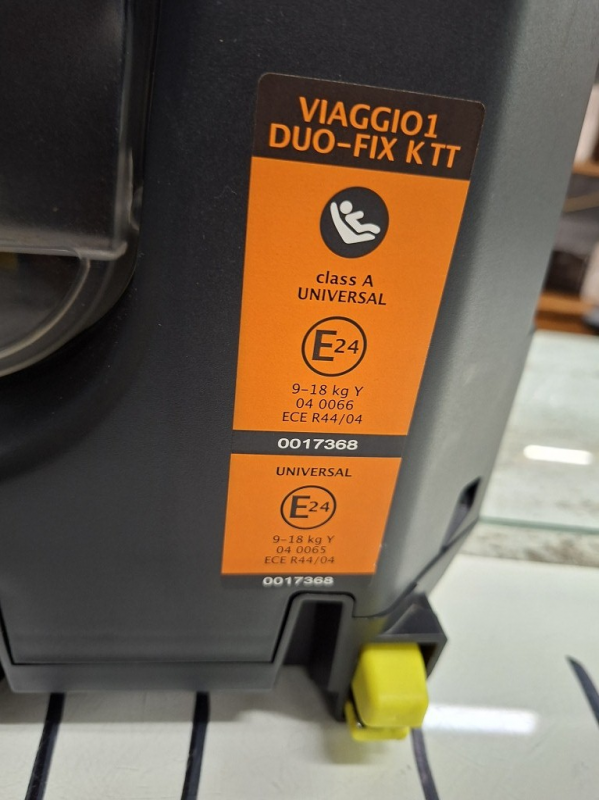 VIAGGIO1
DUO-FIX K TT
class A
UNIVERSAL
E24
9-18 kg Y
04 0066
ECE R44/04
0017368
UNIVERSAL
E24
9-18 kg Y
04 0065
ECE R44/04
0017368